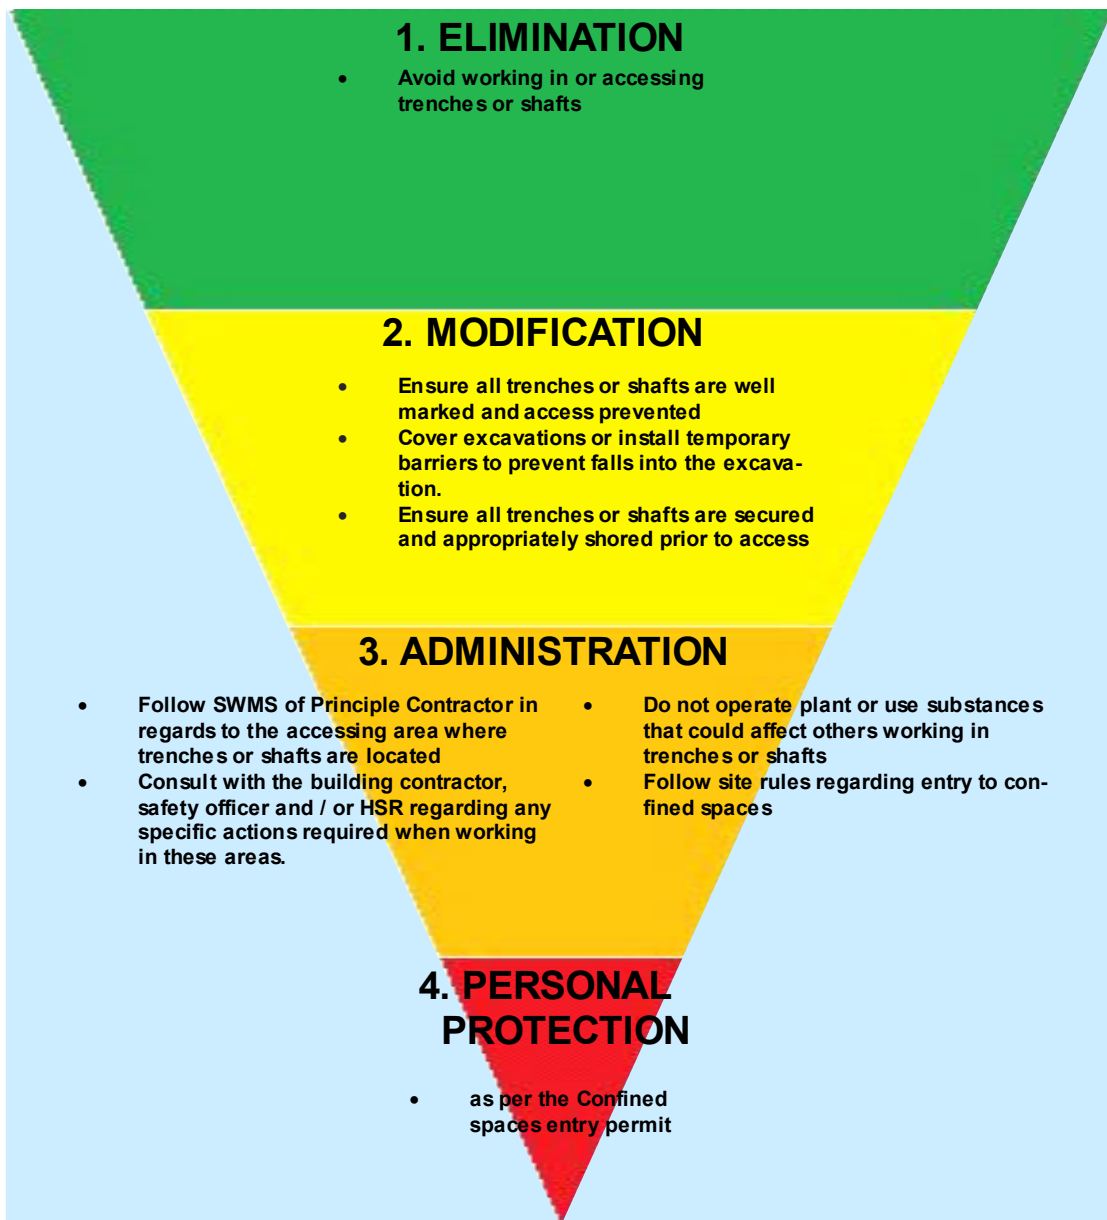 1. ELIMINATION
• Avoid working in or accessing
trenches or shafts
2. MODIFICATION
• Ensure all trenches or shafts are well
marked and access prevented
• Cover excavations or install temporary
barriers to prevent falls into the excava-
tion.
• Ensure all trenches or shafts are secured
and appropriately shored prior to access
3. ADMINISTRATION
• Follow SWMS of Principle Contractor in
regards to the accessing area where
trenches or shafts are located
• Consult with the building contractor,
safety officer and / or HSR regarding any
specific actions required when working
in these areas.
• Do not operate plant or use substances
that could affect others working in
trenches or shafts
• Follow site rules regarding entry to con-
fined spaces
4. PERSONAL
PROTECTION
• as per the Confined
spaces entry permit